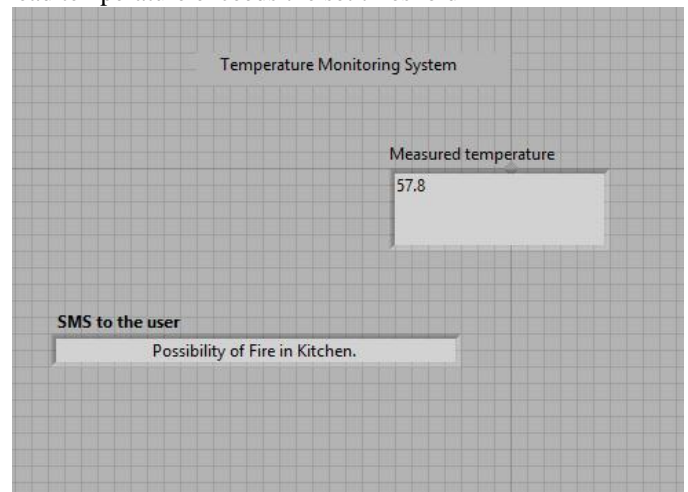 Temperature Monitoring System
Measured temperature
57.8
SMS to the user
Possibility of Fire in Kitchen.